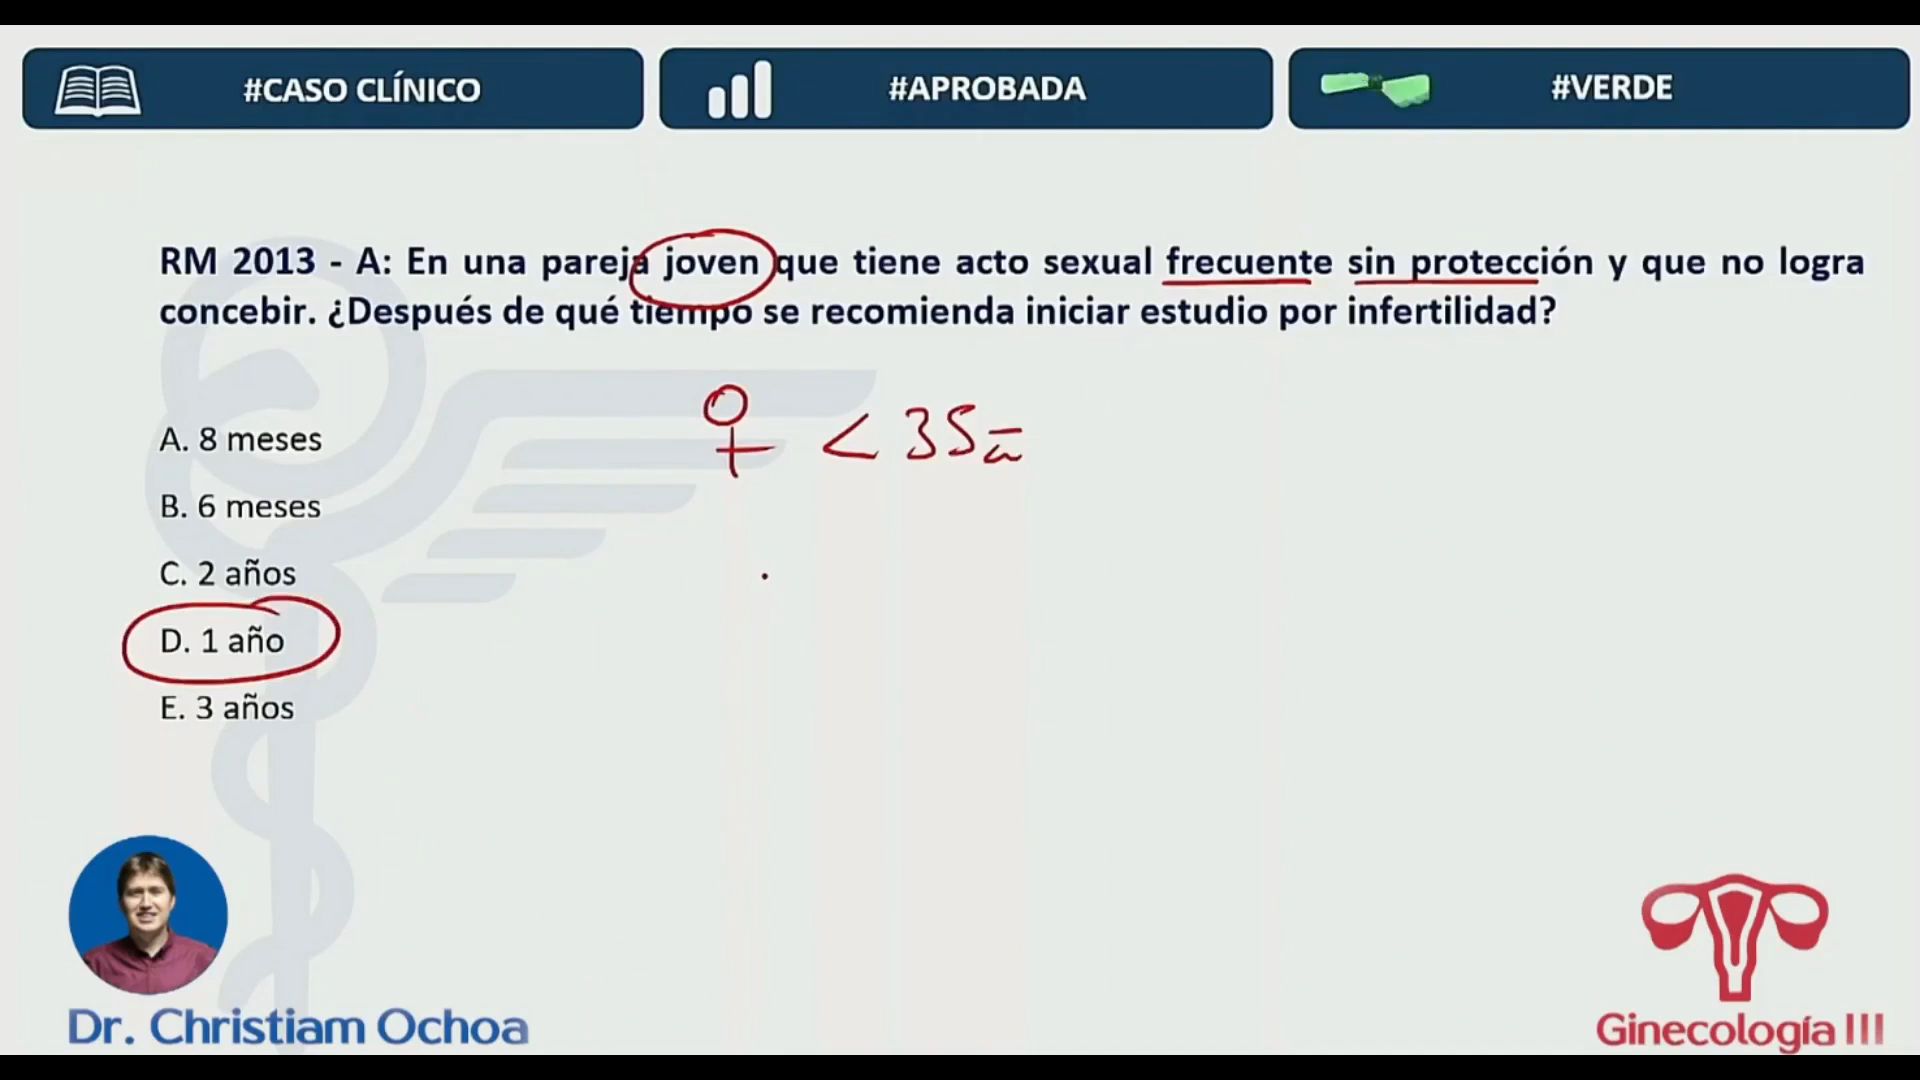 #CASO CLÍNICO
#APROBADA
#VERDE
RM 2013 - A: En una pareja joven que tiene acto sexual frecuente sin protección y que no logra
concebir. ¿Después de qué tiempo se recomienda iniciar estudio por infertilidad?
♀ < 35a
A. 8 meses
B. 6 meses
C. 2 años
D. 1 año
E. 3 años
Dr. Christiam Ochoa
Ginecología III